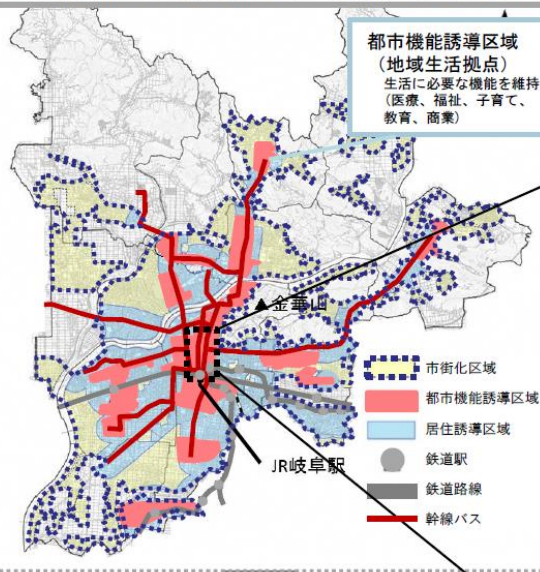 都市機能誘導区域
（地域生活拠点）
生活に必要な機能を維持
（医療、福祉、子育て、
教育、商業）
▲金華山
JR岐阜駅
市街化区域
都市機能誘導区域
居住誘導区域
鉄道駅
鉄道路線
幹線バス